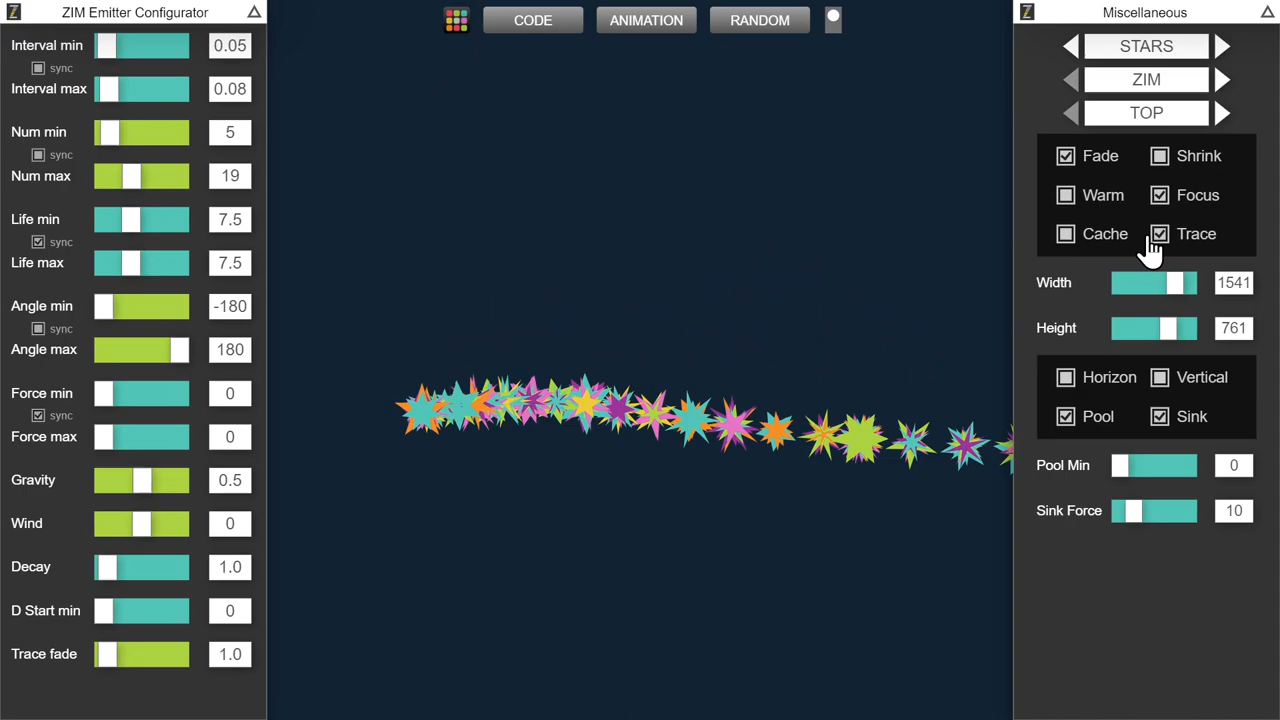 ZIM Emitter Configurator
Interval min 0.05
sync
Interval max 0.08
Num min 5
sync
Num max 19
Life min 7.5
sync
Life max 7.5
Angle min -180
sync
Angle max 180
Force min 0
sync
Force max 0
Gravity 0.5
Wind 0
Decay 1.0
D Start min 0
Trace fade 1.0
CODE ANIMATION RANDOM
Miscellaneous
STARS
ZIM
TOP
Fade Shrink
Warm Focus
Cache Trace
Width 1541
Height 761
Horizon Vertical
Pool Sink
Pool Min 0
Sink Force 10